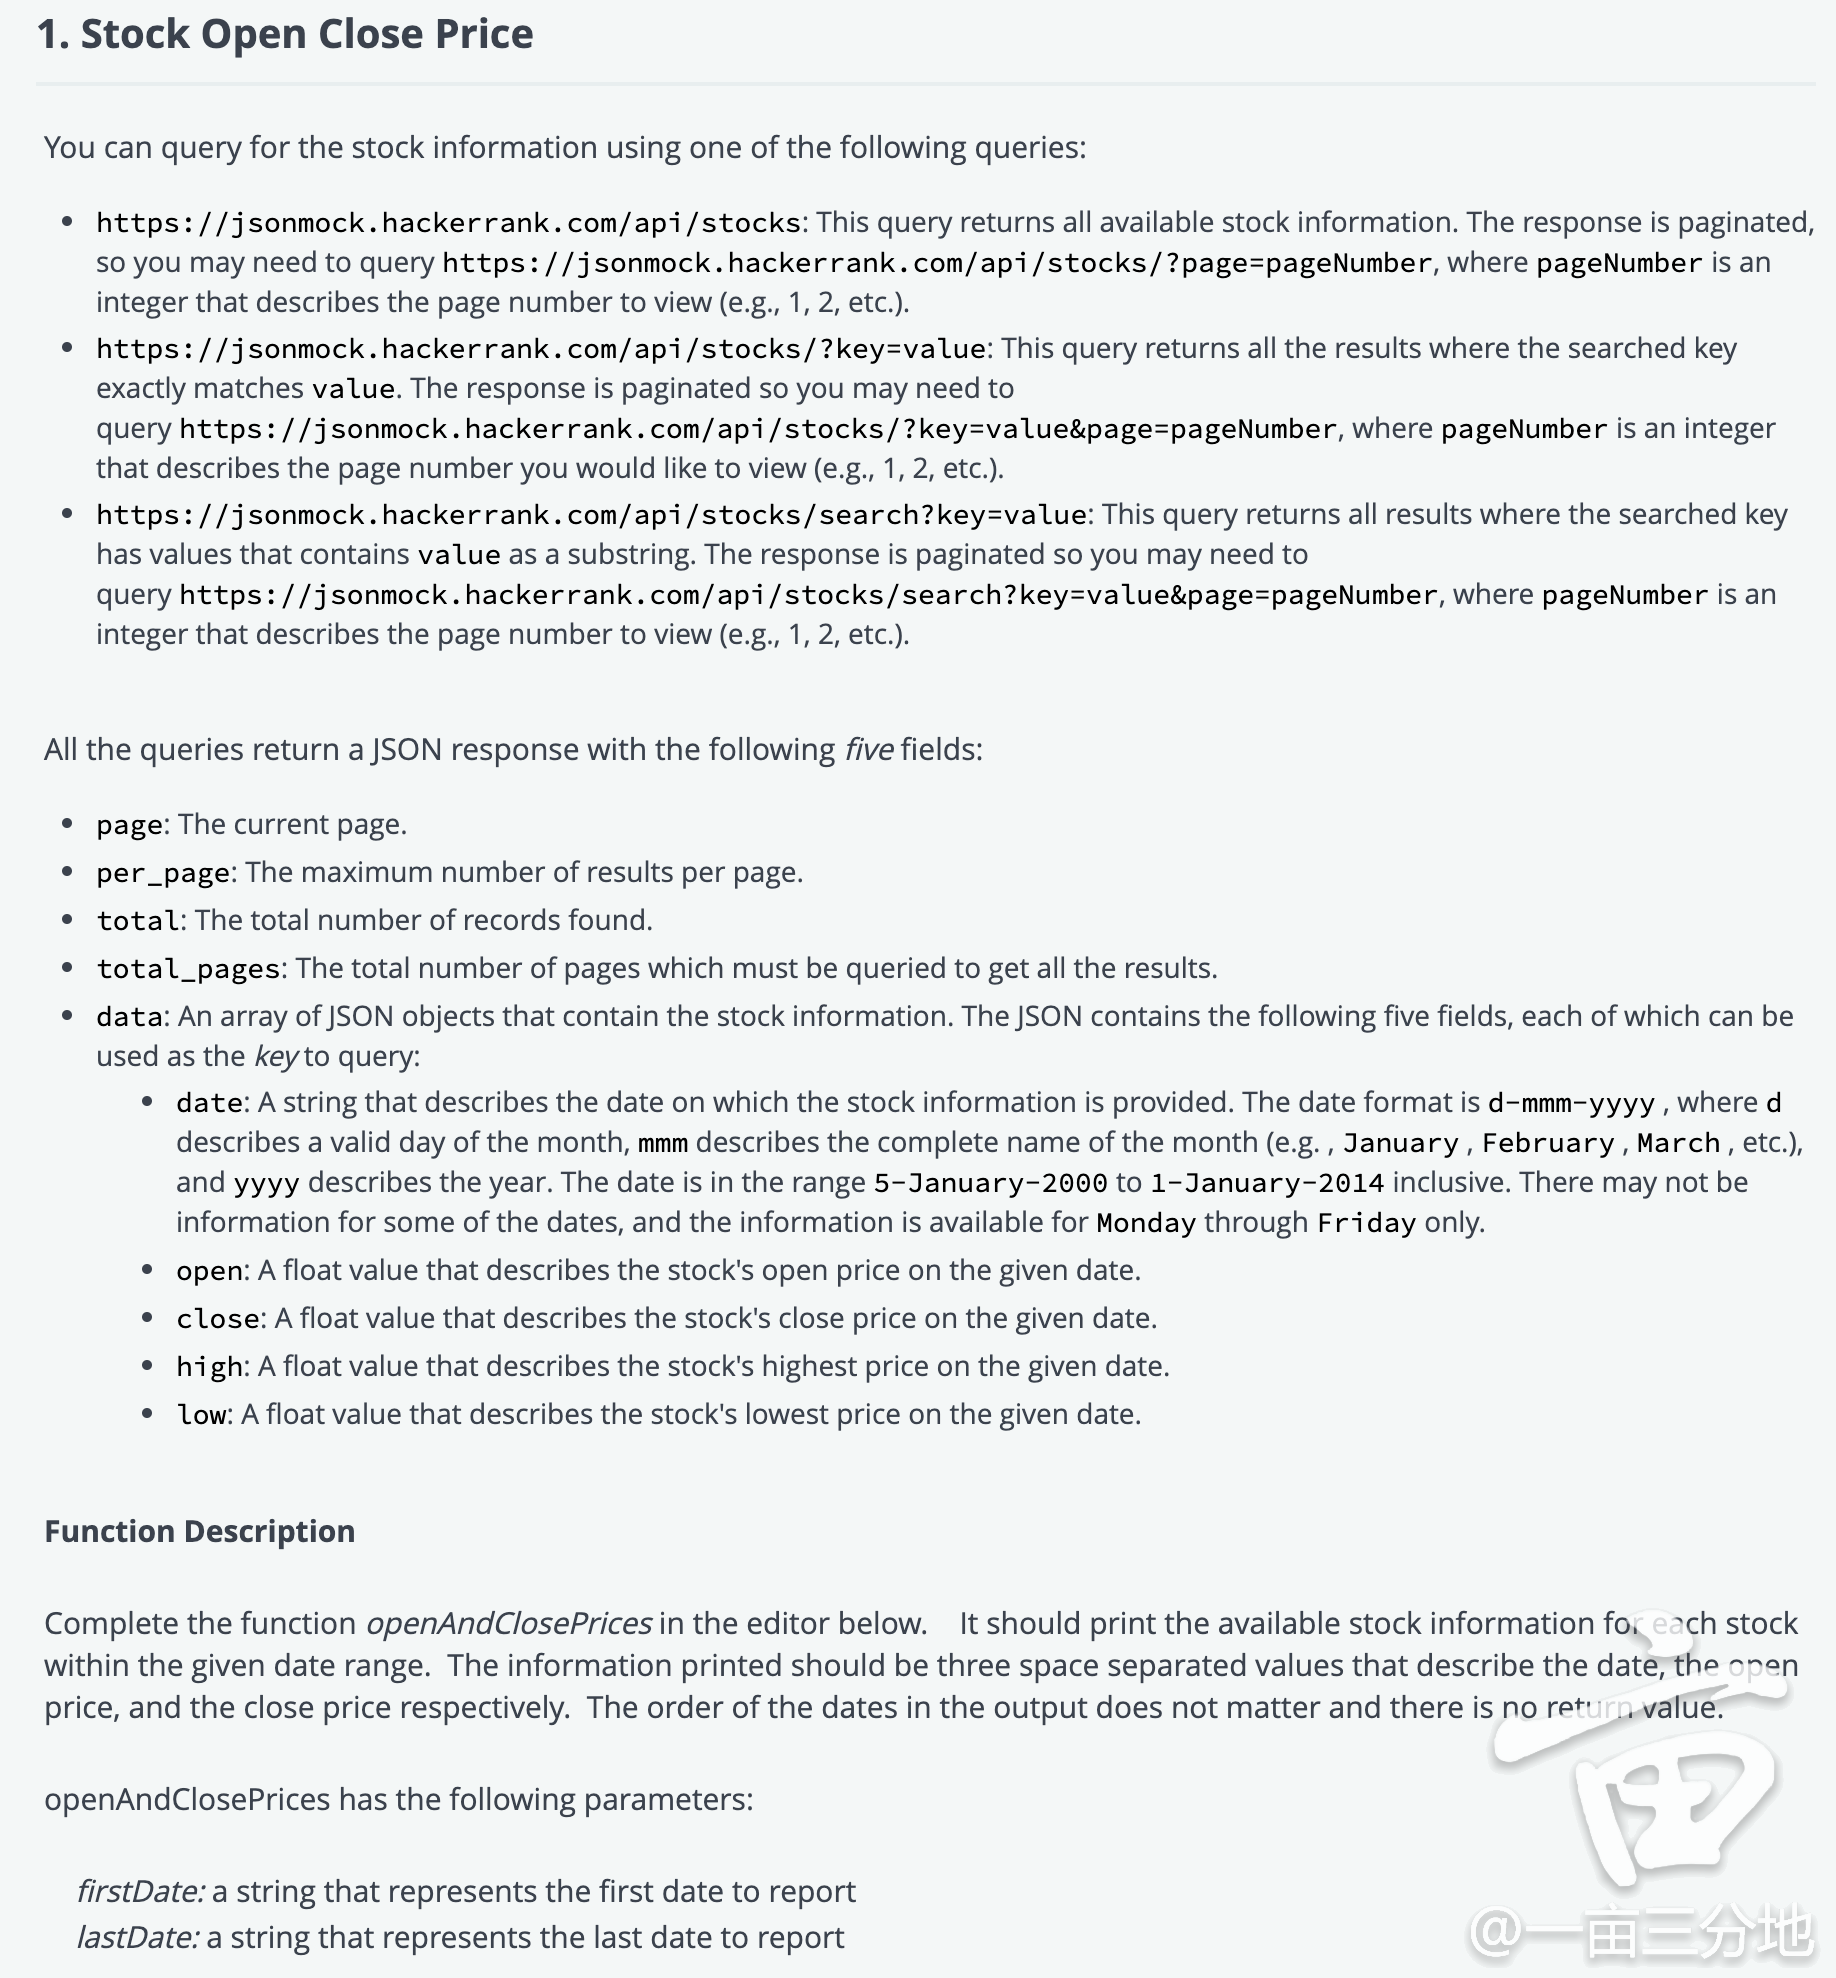 1. Stock Open Close Price
You can query for the stock information using one of the following queries:
• https://jsonmock.hackerrank.com/api/stocks: This query returns all available stock information. The response is paginated,
so you may need to query https://jsonmock.hackerrank.com/api/stocks/?page=pageNumber, where pageNumber is an
integer that describes the page number to view (e.g., 1, 2, etc.).
• https://jsonmock.hackerrank.com/api/stocks/?key=value: This query returns all the results where the searched key
exactly matches value. The response is paginated so you may need to
query https://jsonmock.hackerrank.com/api/stocks/?key=value&page=pageNumber, where pageNumber is an integer
that describes the page number you would like to view (e.g., 1, 2, etc.).
• https://jsonmock.hackerrank.com/api/stocks/search?key=value: This query returns all results where the searched key
has values that contains value as a substring. The response is paginated so you may need to
query https://jsonmock.hackerrank.com/api/stocks/search?key=value&page=pageNumber, where pageNumber is an
integer that describes the page number to view (e.g., 1, 2, etc.).
All the queries return a JSON response with the following five fields:
• page: The current page.
• per_page: The maximum number of results per page.
• total: The total number of records found.
• total_pages: The total number of pages which must be queried to get all the results.
• data: An array of JSON objects that contain the stock information. The JSON contains the following five fields, each of which can be
used as the key to query:
• date: A string that describes the date on which the stock information is provided. The date format is d-mmm-yyyy , where d
describes a valid day of the month, mmm describes the complete name of the month (e.g. , January , February , March , etc.),
and yyyy describes the year. The date is in the range 5-January-2000 to 1-January-2014 inclusive. There may not be
information for some of the dates, and the information is available for Monday through Friday only.
• open: A float value that describes the stock's open price on the given date.
• close: A float value that describes the stock's close price on the given date.
• high: A float value that describes the stock's highest price on the given date.
• low: A float value that describes the stock's lowest price on the given date.
Function Description
Complete the function openAndClosePrices in the editor below. It should print the available stock information for each stock
within the given date range. The information printed should be three space separated values that describe the date, the open
price, and the close price respectively. The order of the dates in the output does not matter and there is no return value.
openAndClosePrices has the following parameters:
firstDate: a string that represents the first date to report
lastDate: a string that represents the last date to report
@一亩三分地